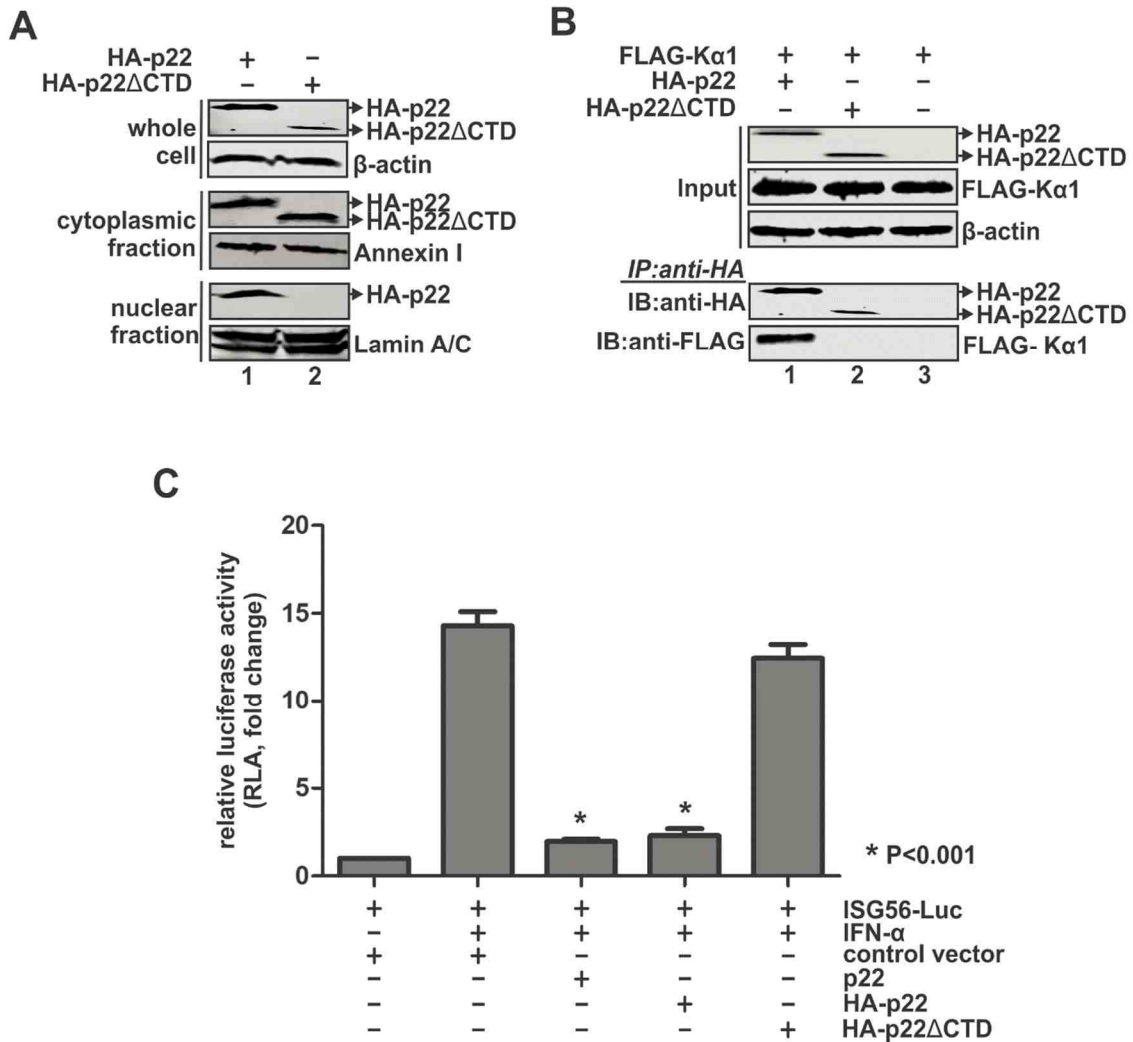 A
HA-p22 + –
HA-p22ΔCTD – +
whole cell
HA-p22
HA-p22ΔCTD
β-actin
cytoplasmic fraction
HA-p22
HA-p22ΔCTD
Annexin I
nuclear fraction
HA-p22
Lamin A/C
1 2
B
FLAG-Kα1 + + +
HA-p22 + – –
HA-p22ΔCTD – + –
Input
HA-p22
HA-p22ΔCTD
FLAG-Kα1
β-actin
IP:anti-HA
IB:anti-HA
HA-p22
HA-p22ΔCTD
IB:anti-FLAG
FLAG- Kα1
1 2 3
C
relative luciferase activity
(RLA, fold change)
20
15
10
5
0
* *
* P<0.001
+ + + + + ISG56-Luc
– + + + + IFN-α
+ + – – – control vector
– – + – – p22
– – – + – HA-p22
– – – – + HA-p22ΔCTD